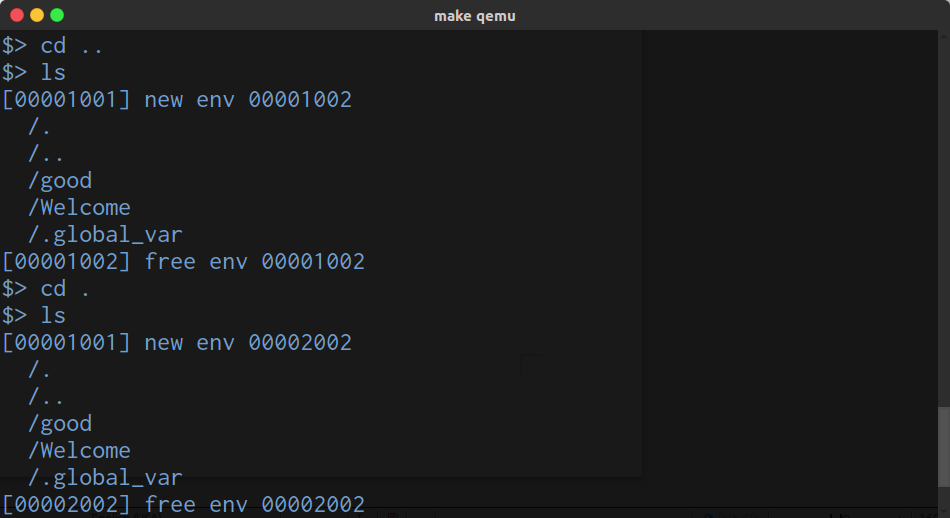 make qemu
$> cd ..
$> ls
[00001001] new env 00001002
/.
/..
/good
/Welcome
/.global_var
[00001002] free env 00001002
$> cd .
$> ls
[00001001] new env 00002002
/.
/..
/good
/Welcome
/.global_var
[00002002] free env 00002002